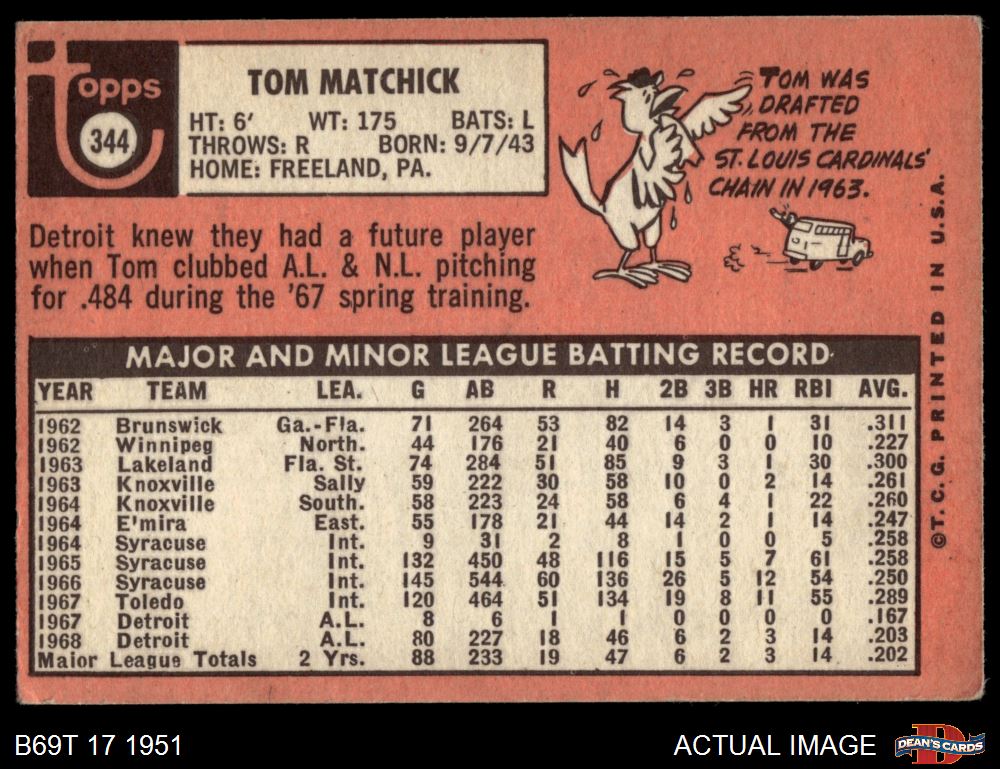 topps
344
TOM MATCHICK
HT: 6' WT: 175 BATS: L
THROWS: R BORN: 9/7/43
HOME: FREELAND, PA.
TOM WAS
DRAFTED
FROM THE
ST. LOUIS CARDINALS'
CHAIN IN 1963.
Detroit knew they had a future player
when Tom clubbed A.L. & N.L. pitching
for .484 during the '67 spring training.
MAJOR AND MINOR LEAGUE BATTING RECORD
YEAR TEAM LEA. G AB R H 2B 3B HR RBI AVG.
1962 Brunswick Ga.-Fla. 71 264 53 82 14 3 1 31 .311
1962 Winnipeg North. 44 176 21 40 6 0 0 10 .227
1963 Lakeland Fla. St. 74 284 51 85 9 3 1 30 .300
1963 Knoxville Sally 59 222 30 58 10 0 2 14 .261
1964 Knoxville South. 58 223 24 58 6 4 1 22 .260
1964 E'mira East. 55 178 21 44 14 2 1 14 .247
1964 Syracuse Int. 9 31 2 8 1 0 0 5 .258
1965 Syracuse Int. 132 450 48 116 15 5 7 61 .258
1966 Syracuse Int. 145 544 60 136 26 5 12 54 .250
1967 Toledo Int. 120 464 51 134 19 8 11 55 .289
1967 Detroit A.L. 8 6 1 1 0 0 0 0 .167
1968 Detroit A.L. 80 227 18 46 6 2 3 14 .203
Major League Totals 2 Yrs. 88 233 19 47 6 2 3 14 .202
©T. C. G. PRINTED IN U.S.A.
B69T 17 1951
ACTUAL IMAGE
D
DEAN'S CARDS